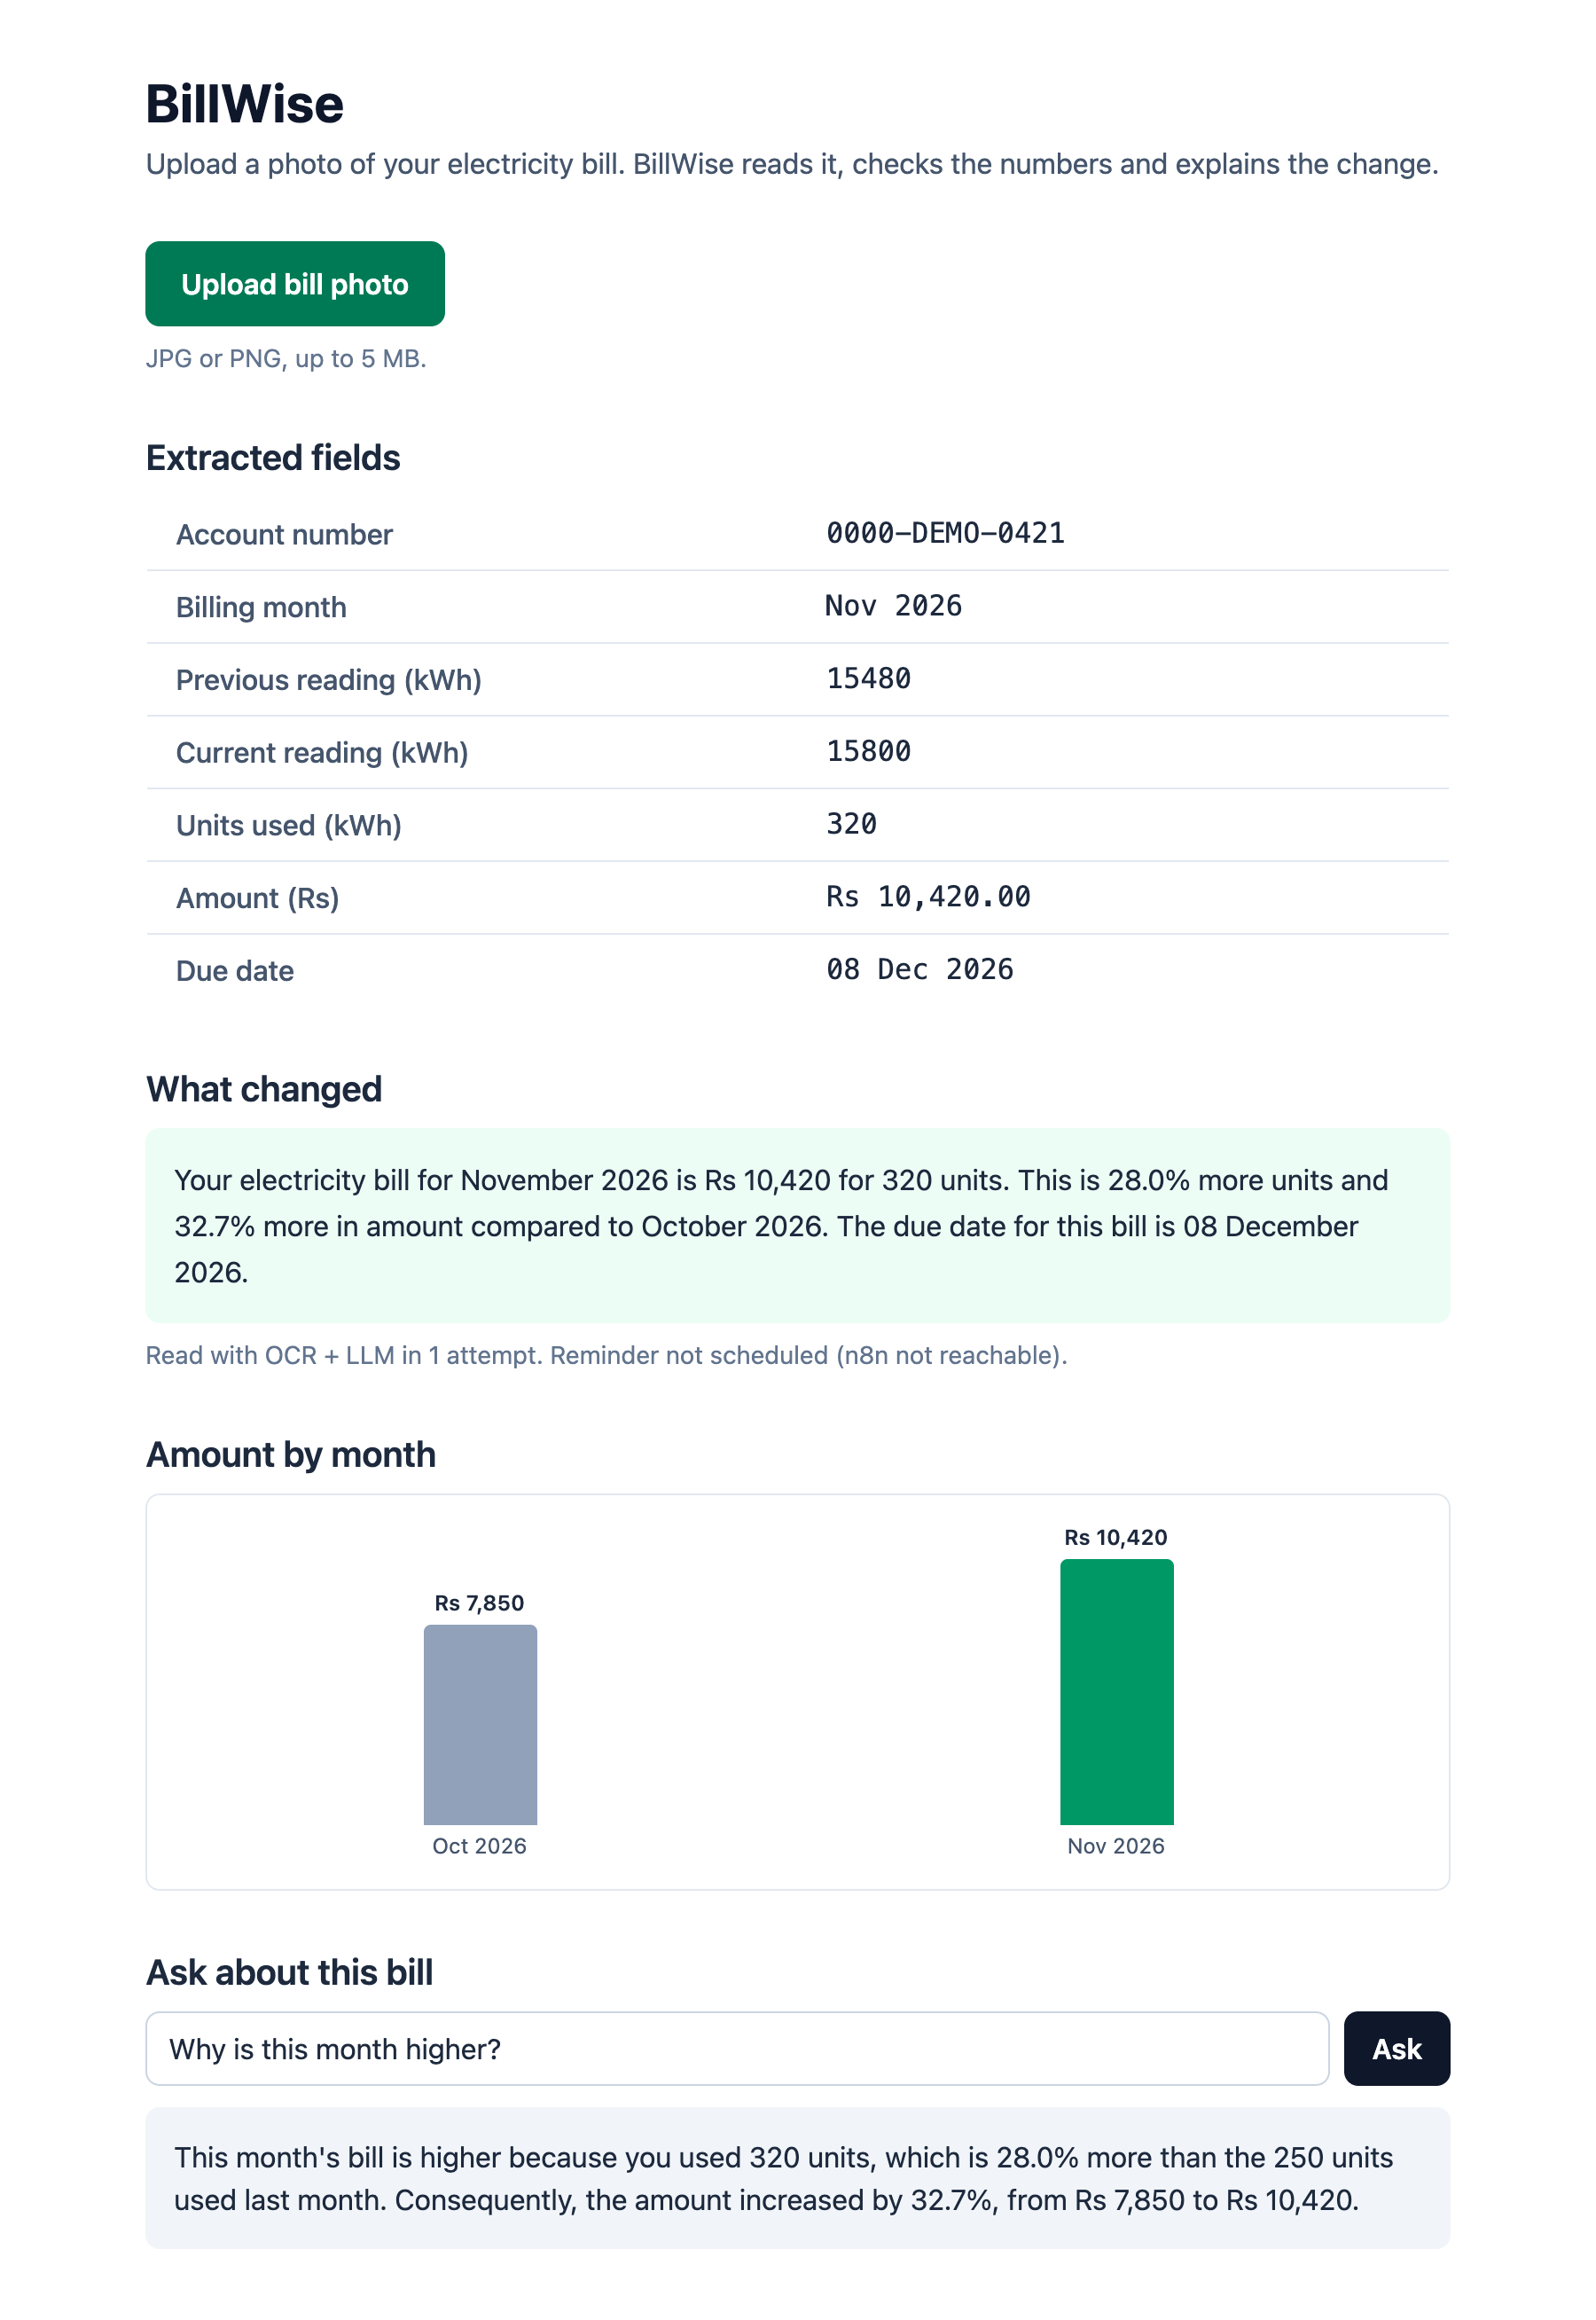 BillWise
Upload a photo of your electricity bill. BillWise reads it, checks the numbers and explains the change.
Upload bill photo
JPG or PNG, up to 5 MB.
Extracted fields
Account number 0000-DEMO-0421
Billing month Nov 2026
Previous reading (kWh) 15480
Current reading (kWh) 15800
Units used (kWh) 320
Amount (Rs) Rs 10,420.00
Due date 08 Dec 2026
What changed
Your electricity bill for November 2026 is Rs 10,420 for 320 units. This is 28.0% more units and
32.7% more in amount compared to October 2026. The due date for this bill is 08 December
2026.
Read with OCR + LLM in 1 attempt. Reminder not scheduled (n8n not reachable).
Amount by month
Rs 10,420
Rs 7,850
Oct 2026 Nov 2026
Ask about this bill
Why is this month higher? Ask
This month's bill is higher because you used 320 units, which is 28.0% more than the 250 units
used last month. Consequently, the amount increased by 32.7%, from Rs 7,850 to Rs 10,420.